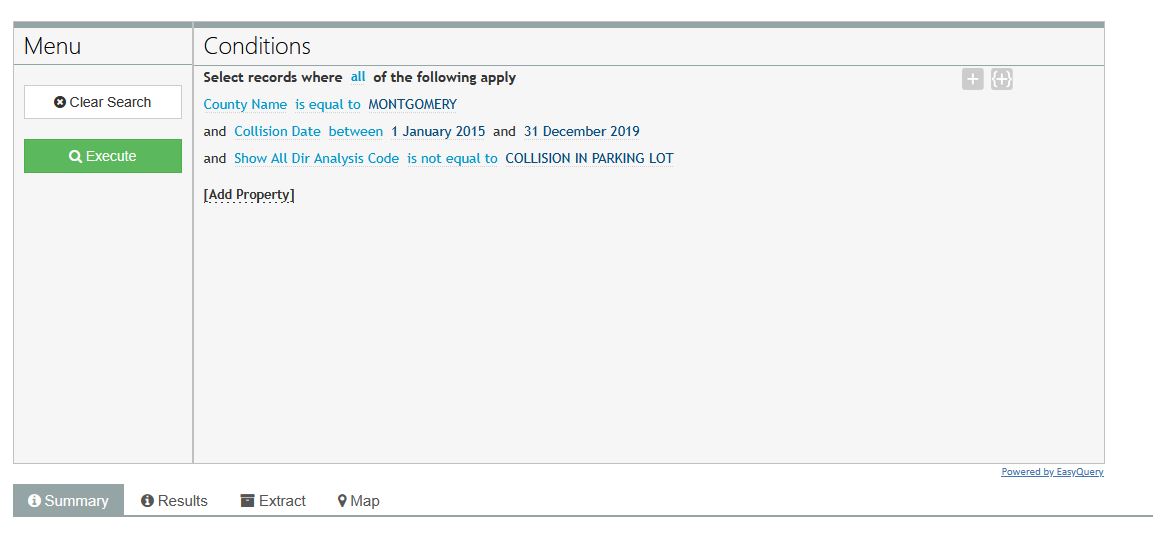 Menu
Clear Search
Execute
Conditions
Select records where all of the following apply
County Name is equal to MONTGOMERY
and Collision Date between 1 January 2015 and 31 December 2019
and Show All Dir Analysis Code is not equal to COLLISION IN PARKING LOT
[Add Property]
Powered by EasyQuery
Summary Results Extract Map